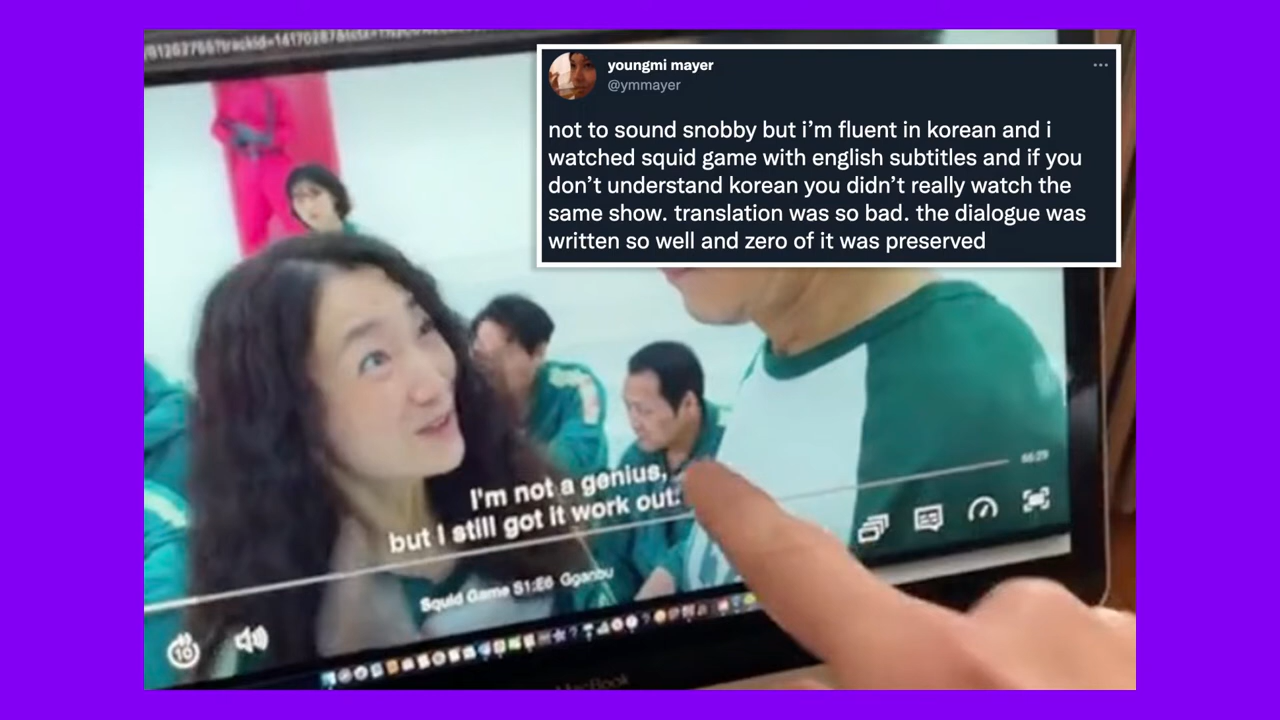 youngmi mayer
@ymmayer
not to sound snobby but i’m fluent in korean and i
watched squid game with english subtitles and if you
don’t understand korean you didn’t really watch the
same show. translation was so bad. the dialogue was
written so well and zero of it was preserved
I'm not a genius,
but I still got it work out.
Squid Game S1:E6 Gganbu
10
MacBook